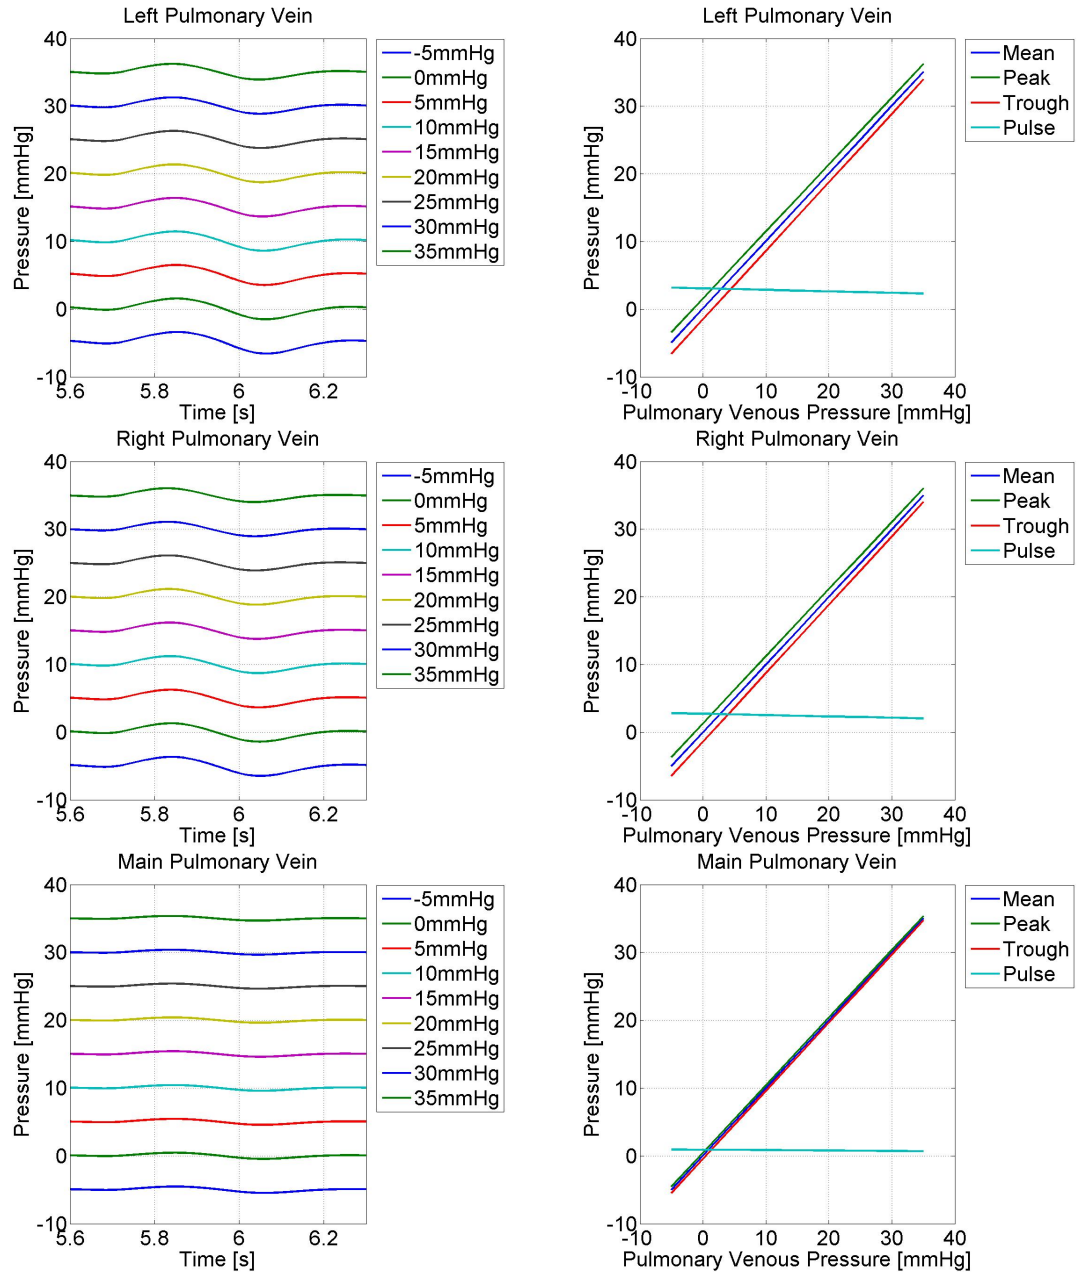 Left Pulmonary Vein
40
30
20
10
0
-10
5.6
5.8
6
6.2
Pressure [mmHg]
Time [s]
-5mmHg
0mmHg
5mmHg
10mmHg
15mmHg
20mmHg
25mmHg
30mmHg
35mmHg
Left Pulmonary Vein
40
30
20
10
0
-10
-10
0
10
20
30
40
Pressure [mmHg]
Pulmonary Venous Pressure [mmHg]
Mean
Peak
Trough
Pulse
Right Pulmonary Vein
40
30
20
10
0
-10
5.6
5.8
6
6.2
Pressure [mmHg]
Time [s]
-5mmHg
0mmHg
5mmHg
10mmHg
15mmHg
20mmHg
25mmHg
30mmHg
35mmHg
Right Pulmonary Vein
40
30
20
10
0
-10
-10
0
10
20
30
40
Pressure [mmHg]
Pulmonary Venous Pressure [mmHg]
Mean
Peak
Trough
Pulse
Main Pulmonary Vein
40
30
20
10
0
-10
5.6
5.8
6
6.2
Pressure [mmHg]
Time [s]
-5mmHg
0mmHg
5mmHg
10mmHg
15mmHg
20mmHg
25mmHg
30mmHg
35mmHg
Main Pulmonary Vein
40
30
20
10
0
-10
-10
0
10
20
30
40
Pressure [mmHg]
Pulmonary Venous Pressure [mmHg]
Mean
Peak
Trough
Pulse